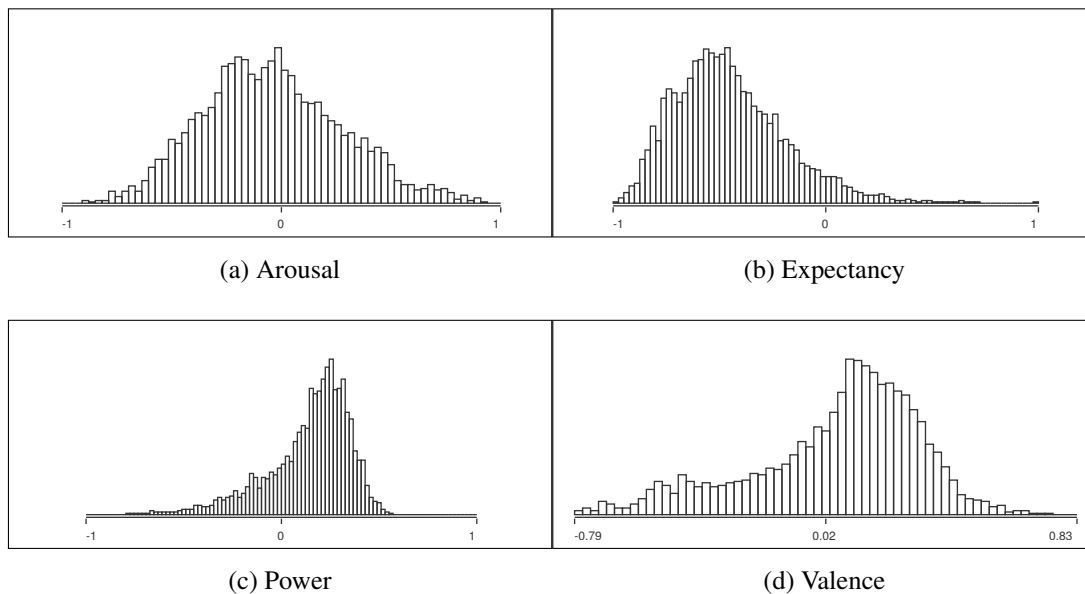 -1 0 1
-1 0 1
(a) Arousal
(b) Expectancy
-1 0 1
-0.79 0.02 0.83
(c) Power
(d) Valence